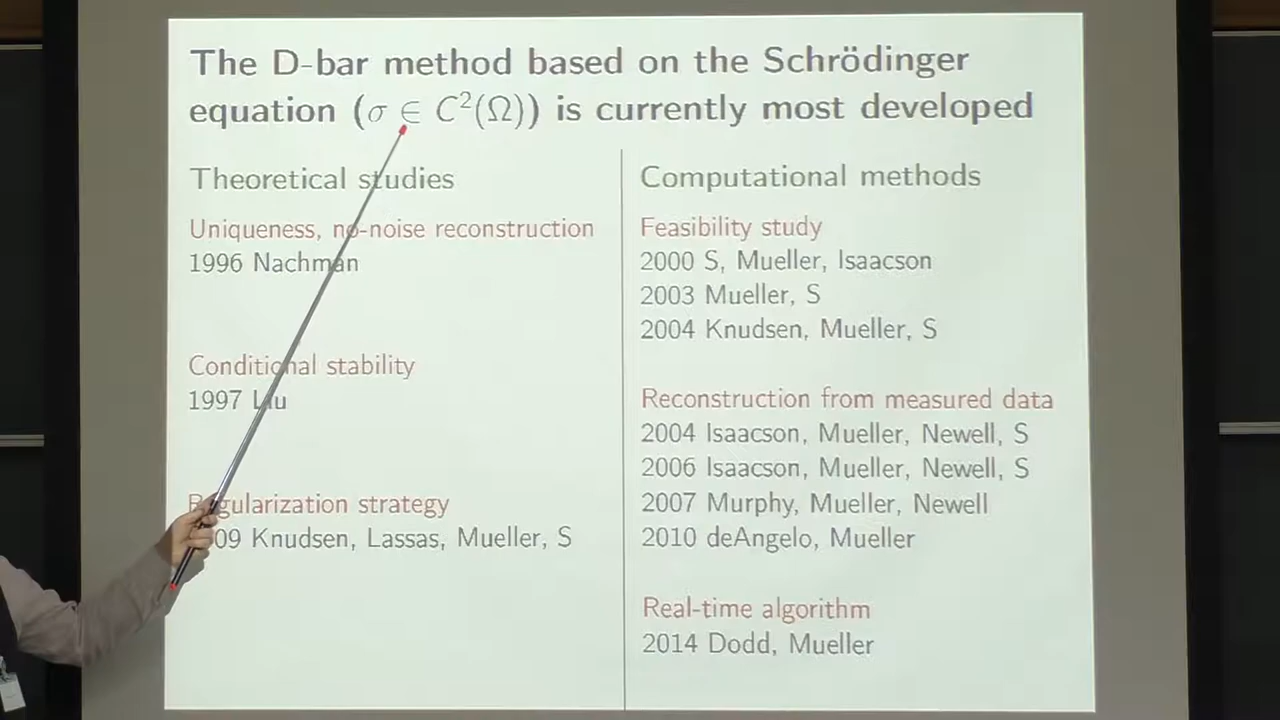 The D-bar method based on the Schrödinger
equation (σ ∈ C²(Ω)) is currently most developed
Theoretical studies
Uniqueness, no-noise reconstruction
1996 Nachman
Conditional stability
1997 Liu
Regularization strategy
09 Knudsen, Lassas, Mueller, S
Computational methods
Feasibility study
2000 S, Mueller, Isaacson
2003 Mueller, S
2004 Knudsen, Mueller, S
Reconstruction from measured data
2004 Isaacson, Mueller, Newell, S
2006 Isaacson, Mueller, Newell, S
2007 Murphy, Mueller, Newell
2010 deAngelo, Mueller
Real-time algorithm
2014 Dodd, Mueller